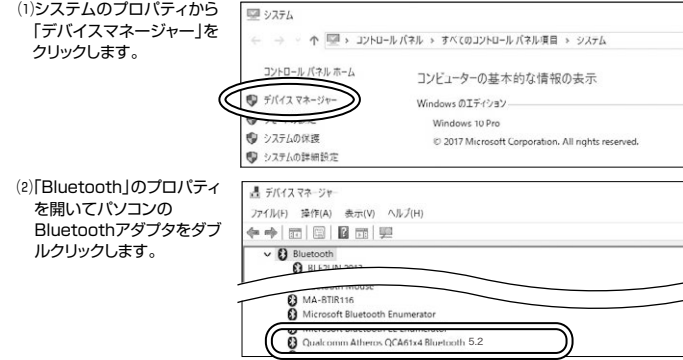 ⑴システムのプロパティから
「デバイスマネージャー」を
クリックします。
システム
コントロール パネル › すべてのコントロール パネル項目 › システム
コントロール パネル ホーム
コンピューターの基本的な情報の表示
デバイス マネージャー
Windows のエディション
Windows 10 Pro
システムの保護
© 2017 Microsoft Corporation. All rights reserved.
システムの詳細設定
⑵「Bluetooth」のプロパティ
を開いてパソコンの
Bluetoothアダプタをダブ
ルクリックします。
デバイス マネージャー
ファイル(F) 操作(A) 表示(V) ヘルプ(H)
Bluetooth
MA-BTIR116
Microsoft Bluetooth Enumerator
Microsoft Bluetooth LE Enumerator
Qualcomm Atheros QCA61x4 Bluetooth 5.2